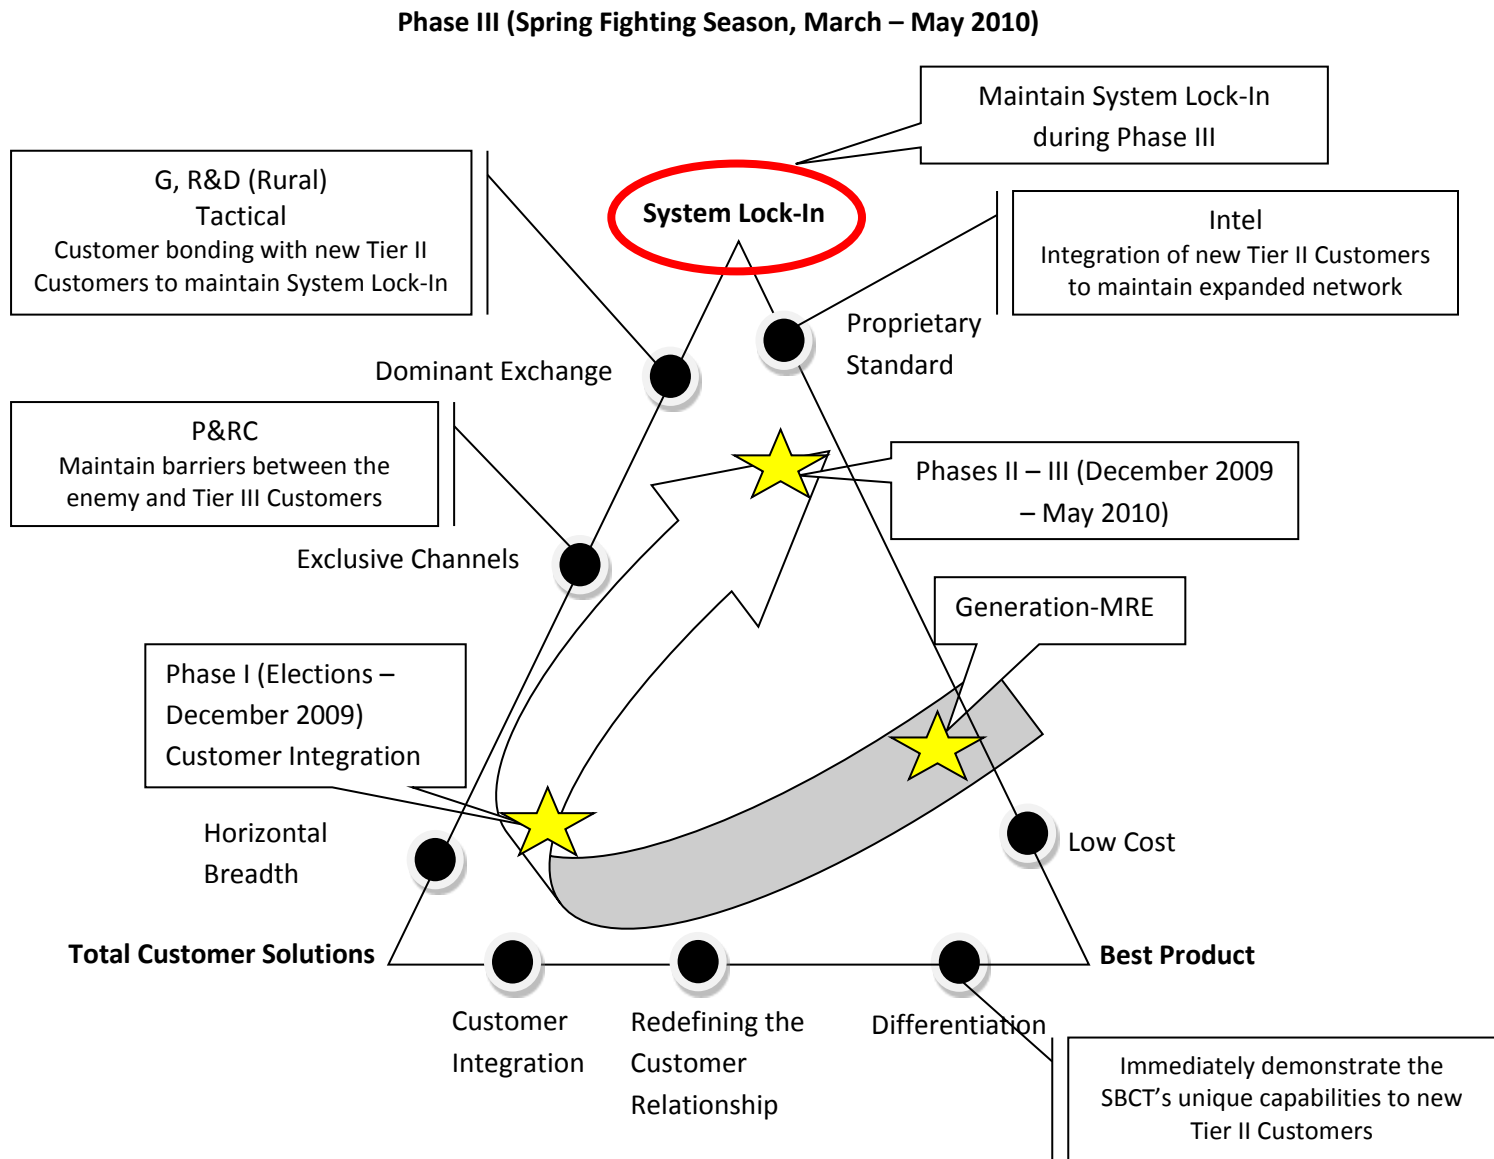 Phase III (Spring Fighting Season, March – May 2010)
Maintain System Lock-In
during Phase III
G, R&D (Rural)
Tactical
Customer bonding with new Tier II
Customers to maintain System Lock-In
System Lock-In
Intel
Integration of new Tier II Customers
to maintain expanded network
Proprietary
Standard
Dominant Exchange
P&RC
Maintain barriers between the
enemy and Tier III Customers
Phases II – III (December 2009
– May 2010)
Exclusive Channels
Generation-MRE
Phase I (Elections –
December 2009)
Customer Integration
Horizontal
Breadth
Low Cost
Total Customer Solutions
Best Product
Customer
Integration
Redefining the
Customer
Relationship
Differentiation
Immediately demonstrate the
SBCT’s unique capabilities to new
Tier II Customers